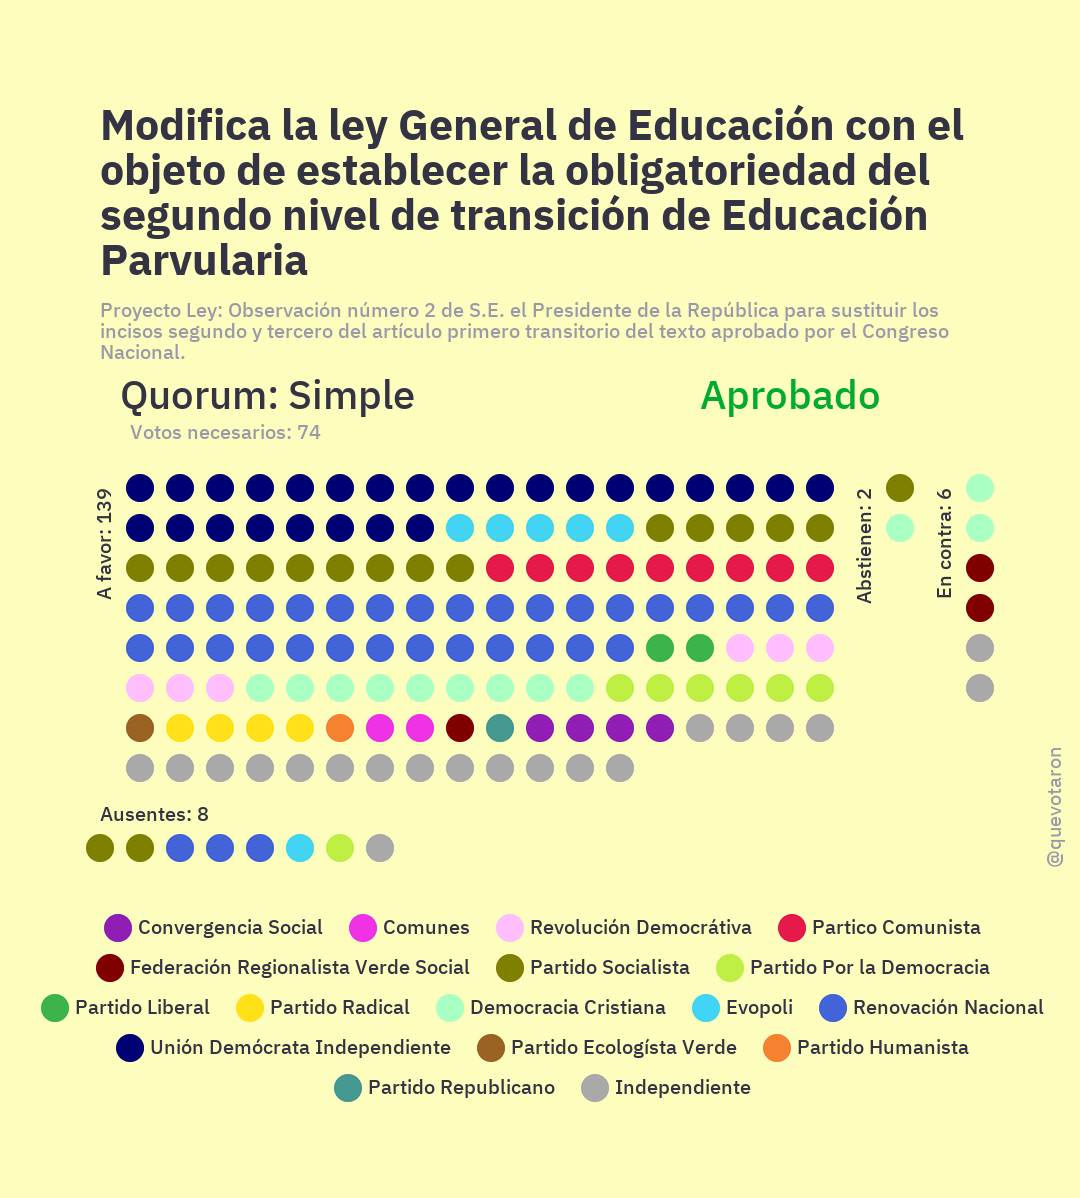 Modifica la ley General de Educación con el
objeto de establecer la obligatoriedad del
segundo nivel de transición de Educación
Parvularia
Proyecto Ley: Observación número 2 de S.E. el Presidente de la República para sustituir los
incisos segundo y tercero del artículo primero transitorio del texto aprobado por el Congreso
Nacional.
Quorum: Simple
Aprobado
Votos necesarios: 74
A favor: 139
Abstienen: 2
En contra: 6
Ausentes: 8
@quevotaron
Convergencia Social
Comunes
Revolución Democrátiva
Partico Comunista
Federación Regionalista Verde Social
Partido Socialista
Partido Por la Democracia
Partido Liberal
Partido Radical
Democracia Cristiana
Evopoli
Renovación Nacional
Unión Demócrata Independiente
Partido Ecologísta Verde
Partido Humanista
Partido Republicano
Independiente